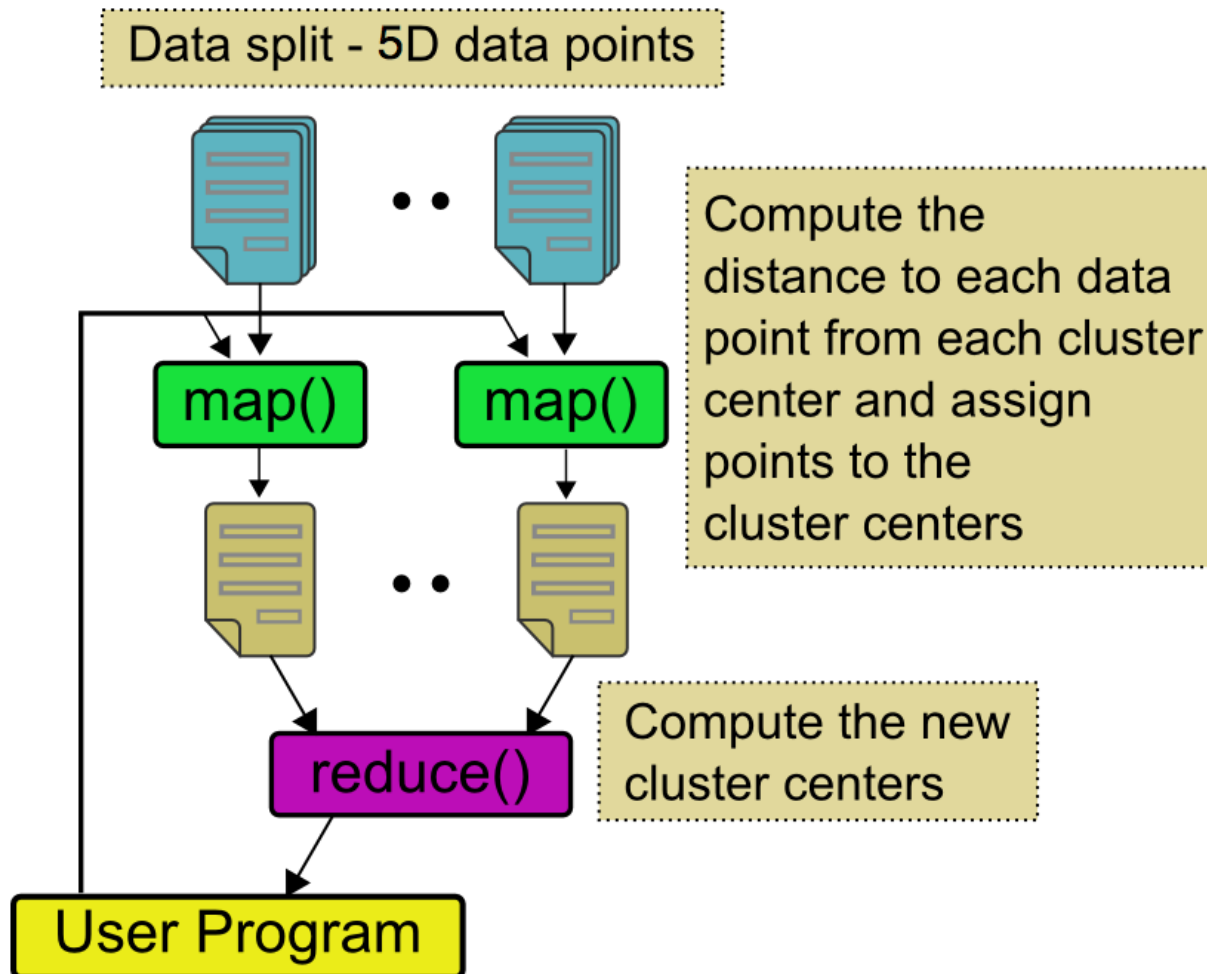 Data split - 5D data points
Compute the
distance to each data
point from each cluster
center and assign
points to the
cluster centers
map()
map()
Compute the new
cluster centers
reduce()
User Program